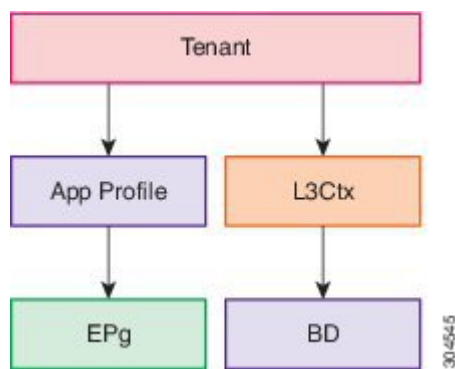 Tenant
App Profile
L3Ctx
EPg
BD
304545